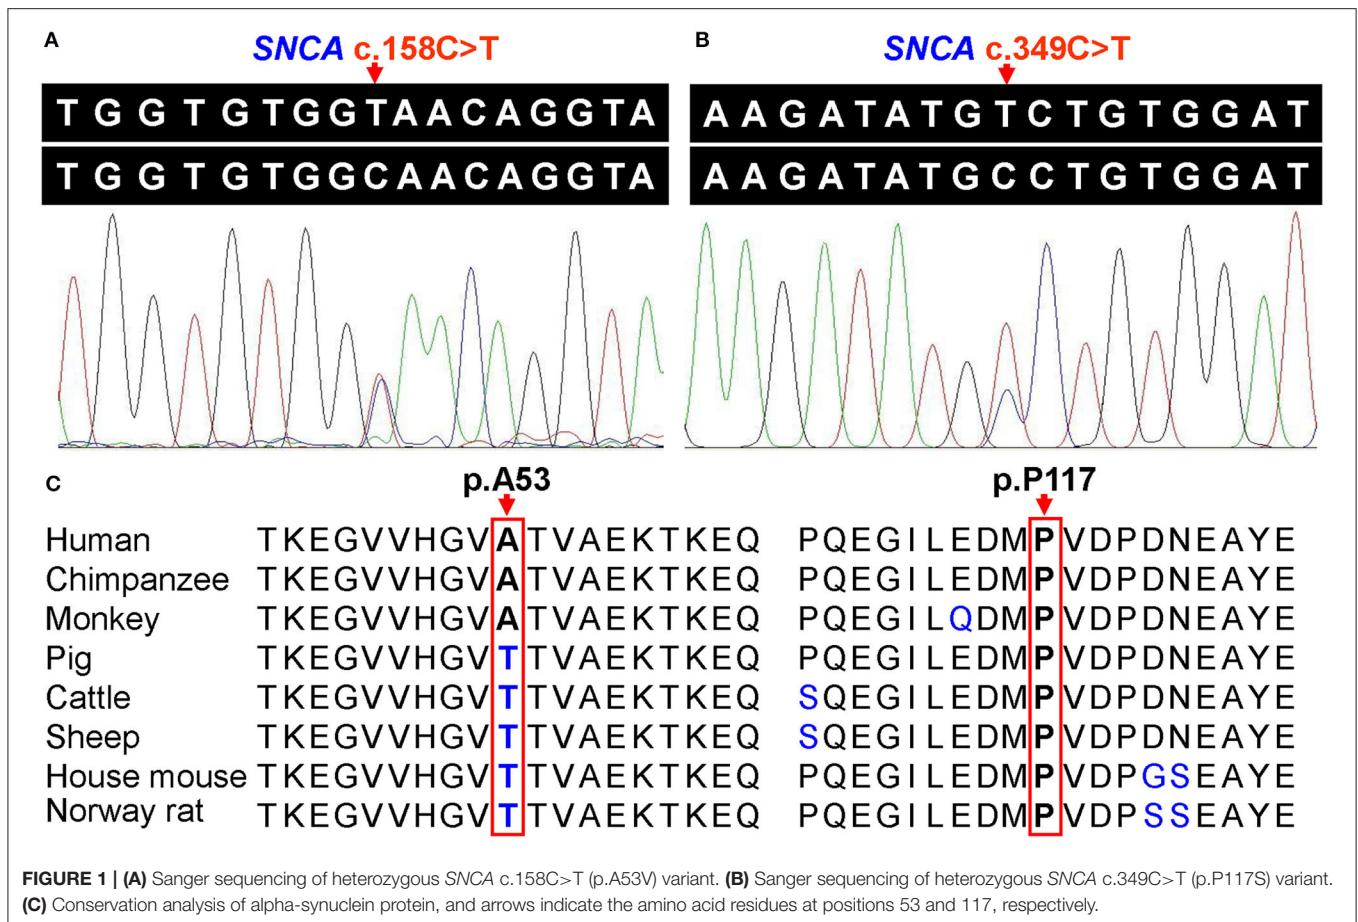 A
SNCA c.158C>T
TGGTGTGGTAACAGGTA
TGGTGTGGCAACAGGTA
B
SNCA c.349C>T
AAGATATGTCTGTGGAT
AAGATATGCCTGTGGAT
C
p.A53 p.P117
Human TKEGVVHGVATVAEKTKEQ PQEGILEDMPVDPDNEAYE
Chimpanzee TKEGVVHGVATVAEKTKEQ PQEGILEDMPVDPDNEAYE
Monkey TKEGVVHGVATVAEKTKEQ PQEGILQDMPVDPDNEAYE
Pig TKEGVVHGVTTVAEKTKEQ PQEGILEDMPVDPDNEAYE
Cattle TKEGVVHGVTTVAEKTKEQ SQEGILEDMPVDPDNEAYE
Sheep TKEGVVHGVTTVAEKTKEQ SQEGILEDMPVDPDNEAYE
House mouse TKEGVVHGVTTVAEKTKEQ PQEGILEDMPVDPGSEAYE
Norway rat TKEGVVHGVTTVAEKTKEQ PQEGILEDMPVDPSSEAYE
FIGURE 1 | (A) Sanger sequencing of heterozygous SNCA c.158C>T (p.A53V) variant. (B) Sanger sequencing of heterozygous SNCA c.349C>T (p.P117S) variant.
(C) Conservation analysis of alpha-synuclein protein, and arrows indicate the amino acid residues at positions 53 and 117, respectively.